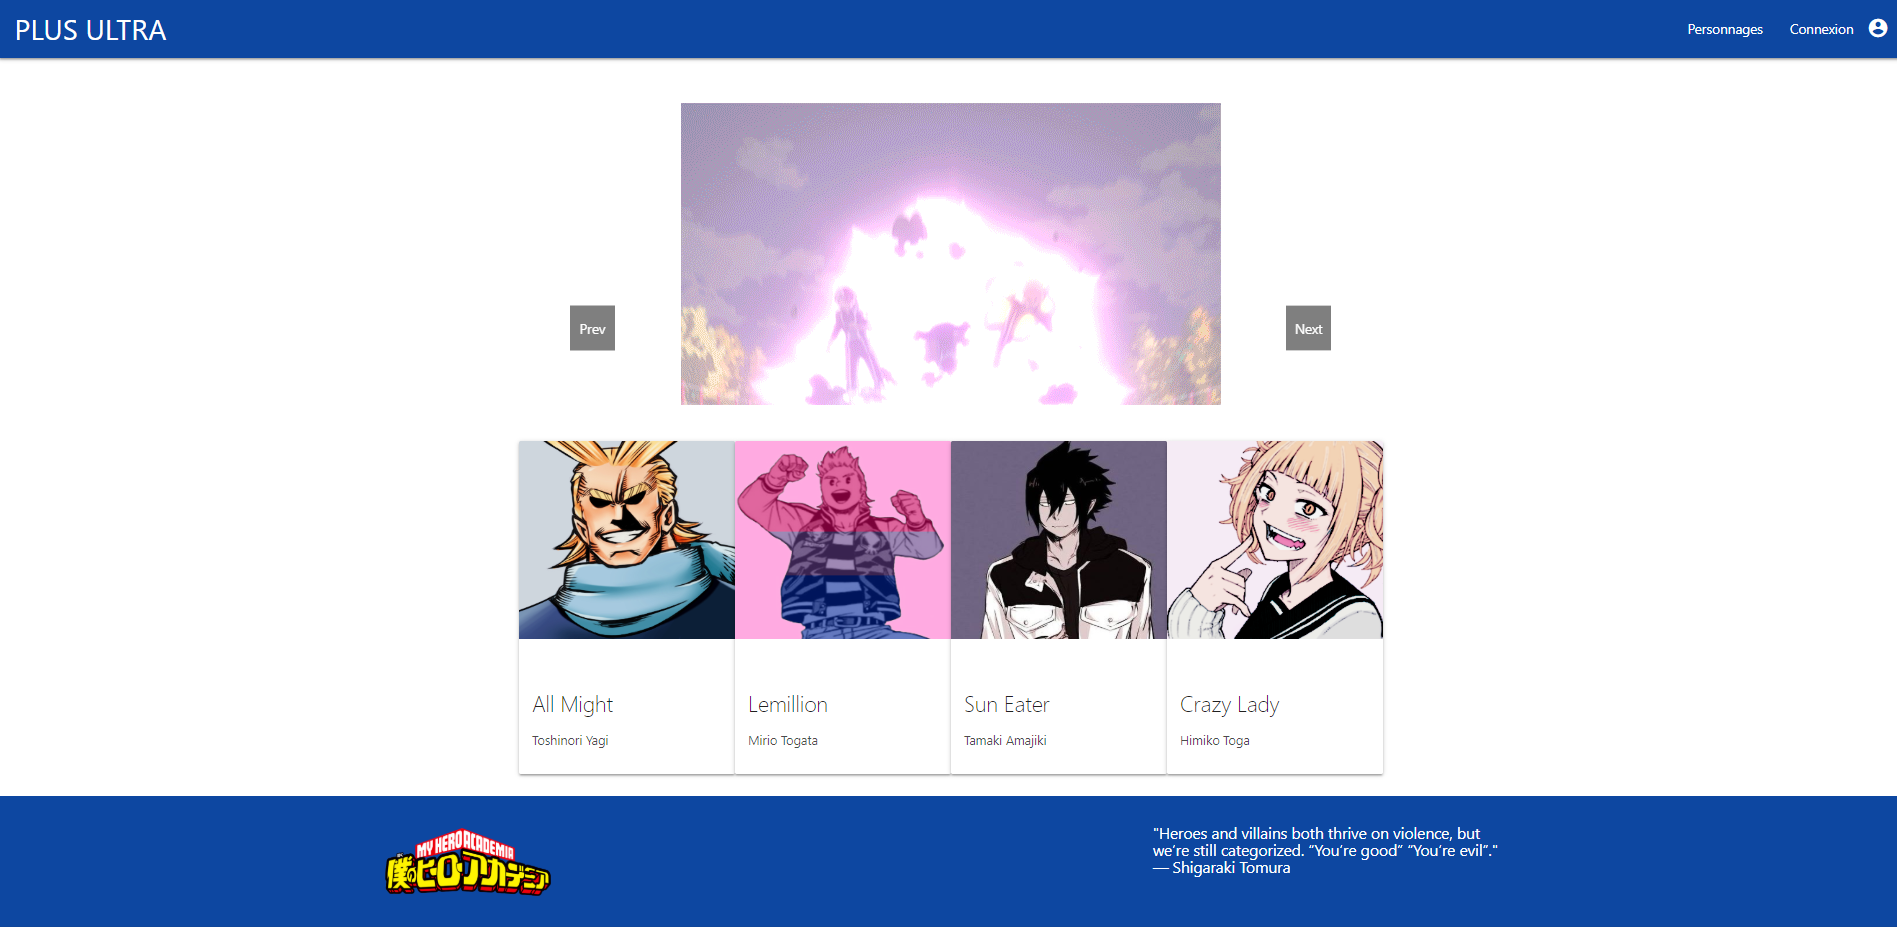 PLUS ULTRA
Personnages
Connexion
Prev
Next
All Might
Toshinori Yagi
Lemillion
Mirio Togata
Sun Eater
Tamaki Amajiki
Crazy Lady
Himiko Toga
MY HERO ACADEMIA
僕のヒーローアカデミア
"Heroes and villains both thrive on violence, but
we’re still categorized. “You’re good” “You’re evil”."
— Shigaraki Tomura